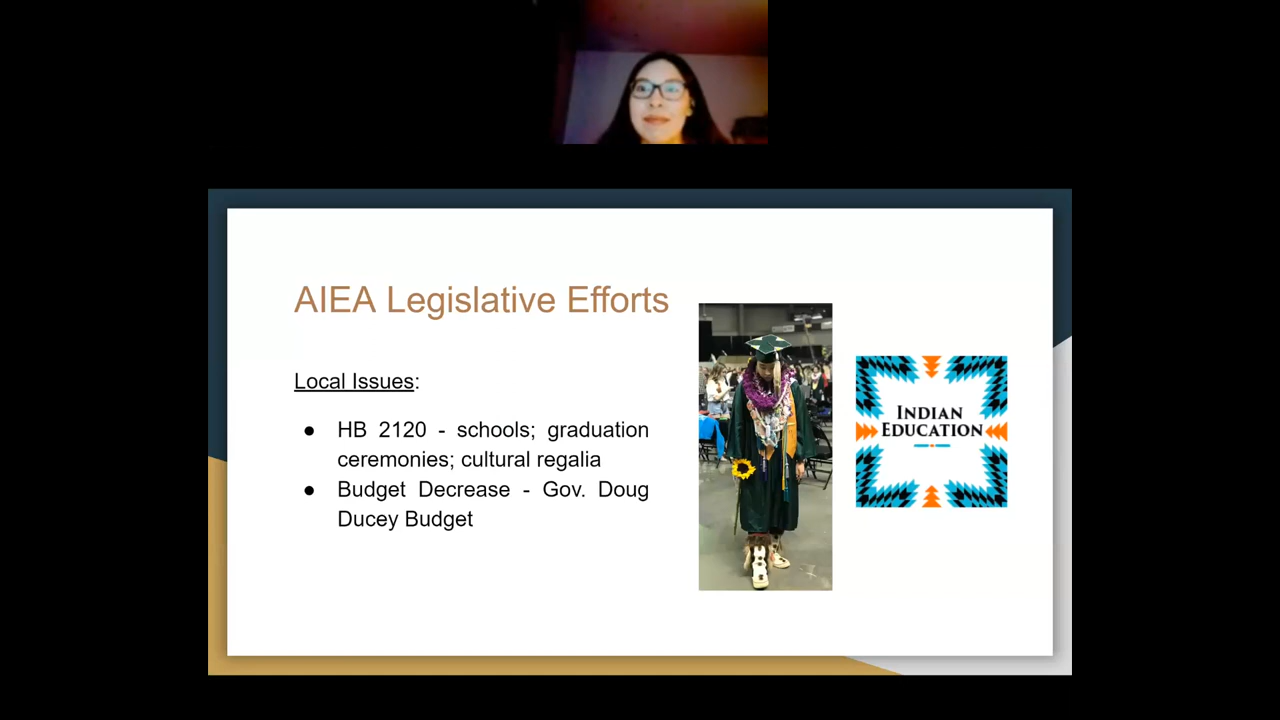 AIEA Legislative Efforts
Local Issues:
● HB 2120 - schools; graduation
ceremonies; cultural regalia
● Budget Decrease - Gov. Doug
Ducey Budget
INDIAN
EDUCATION